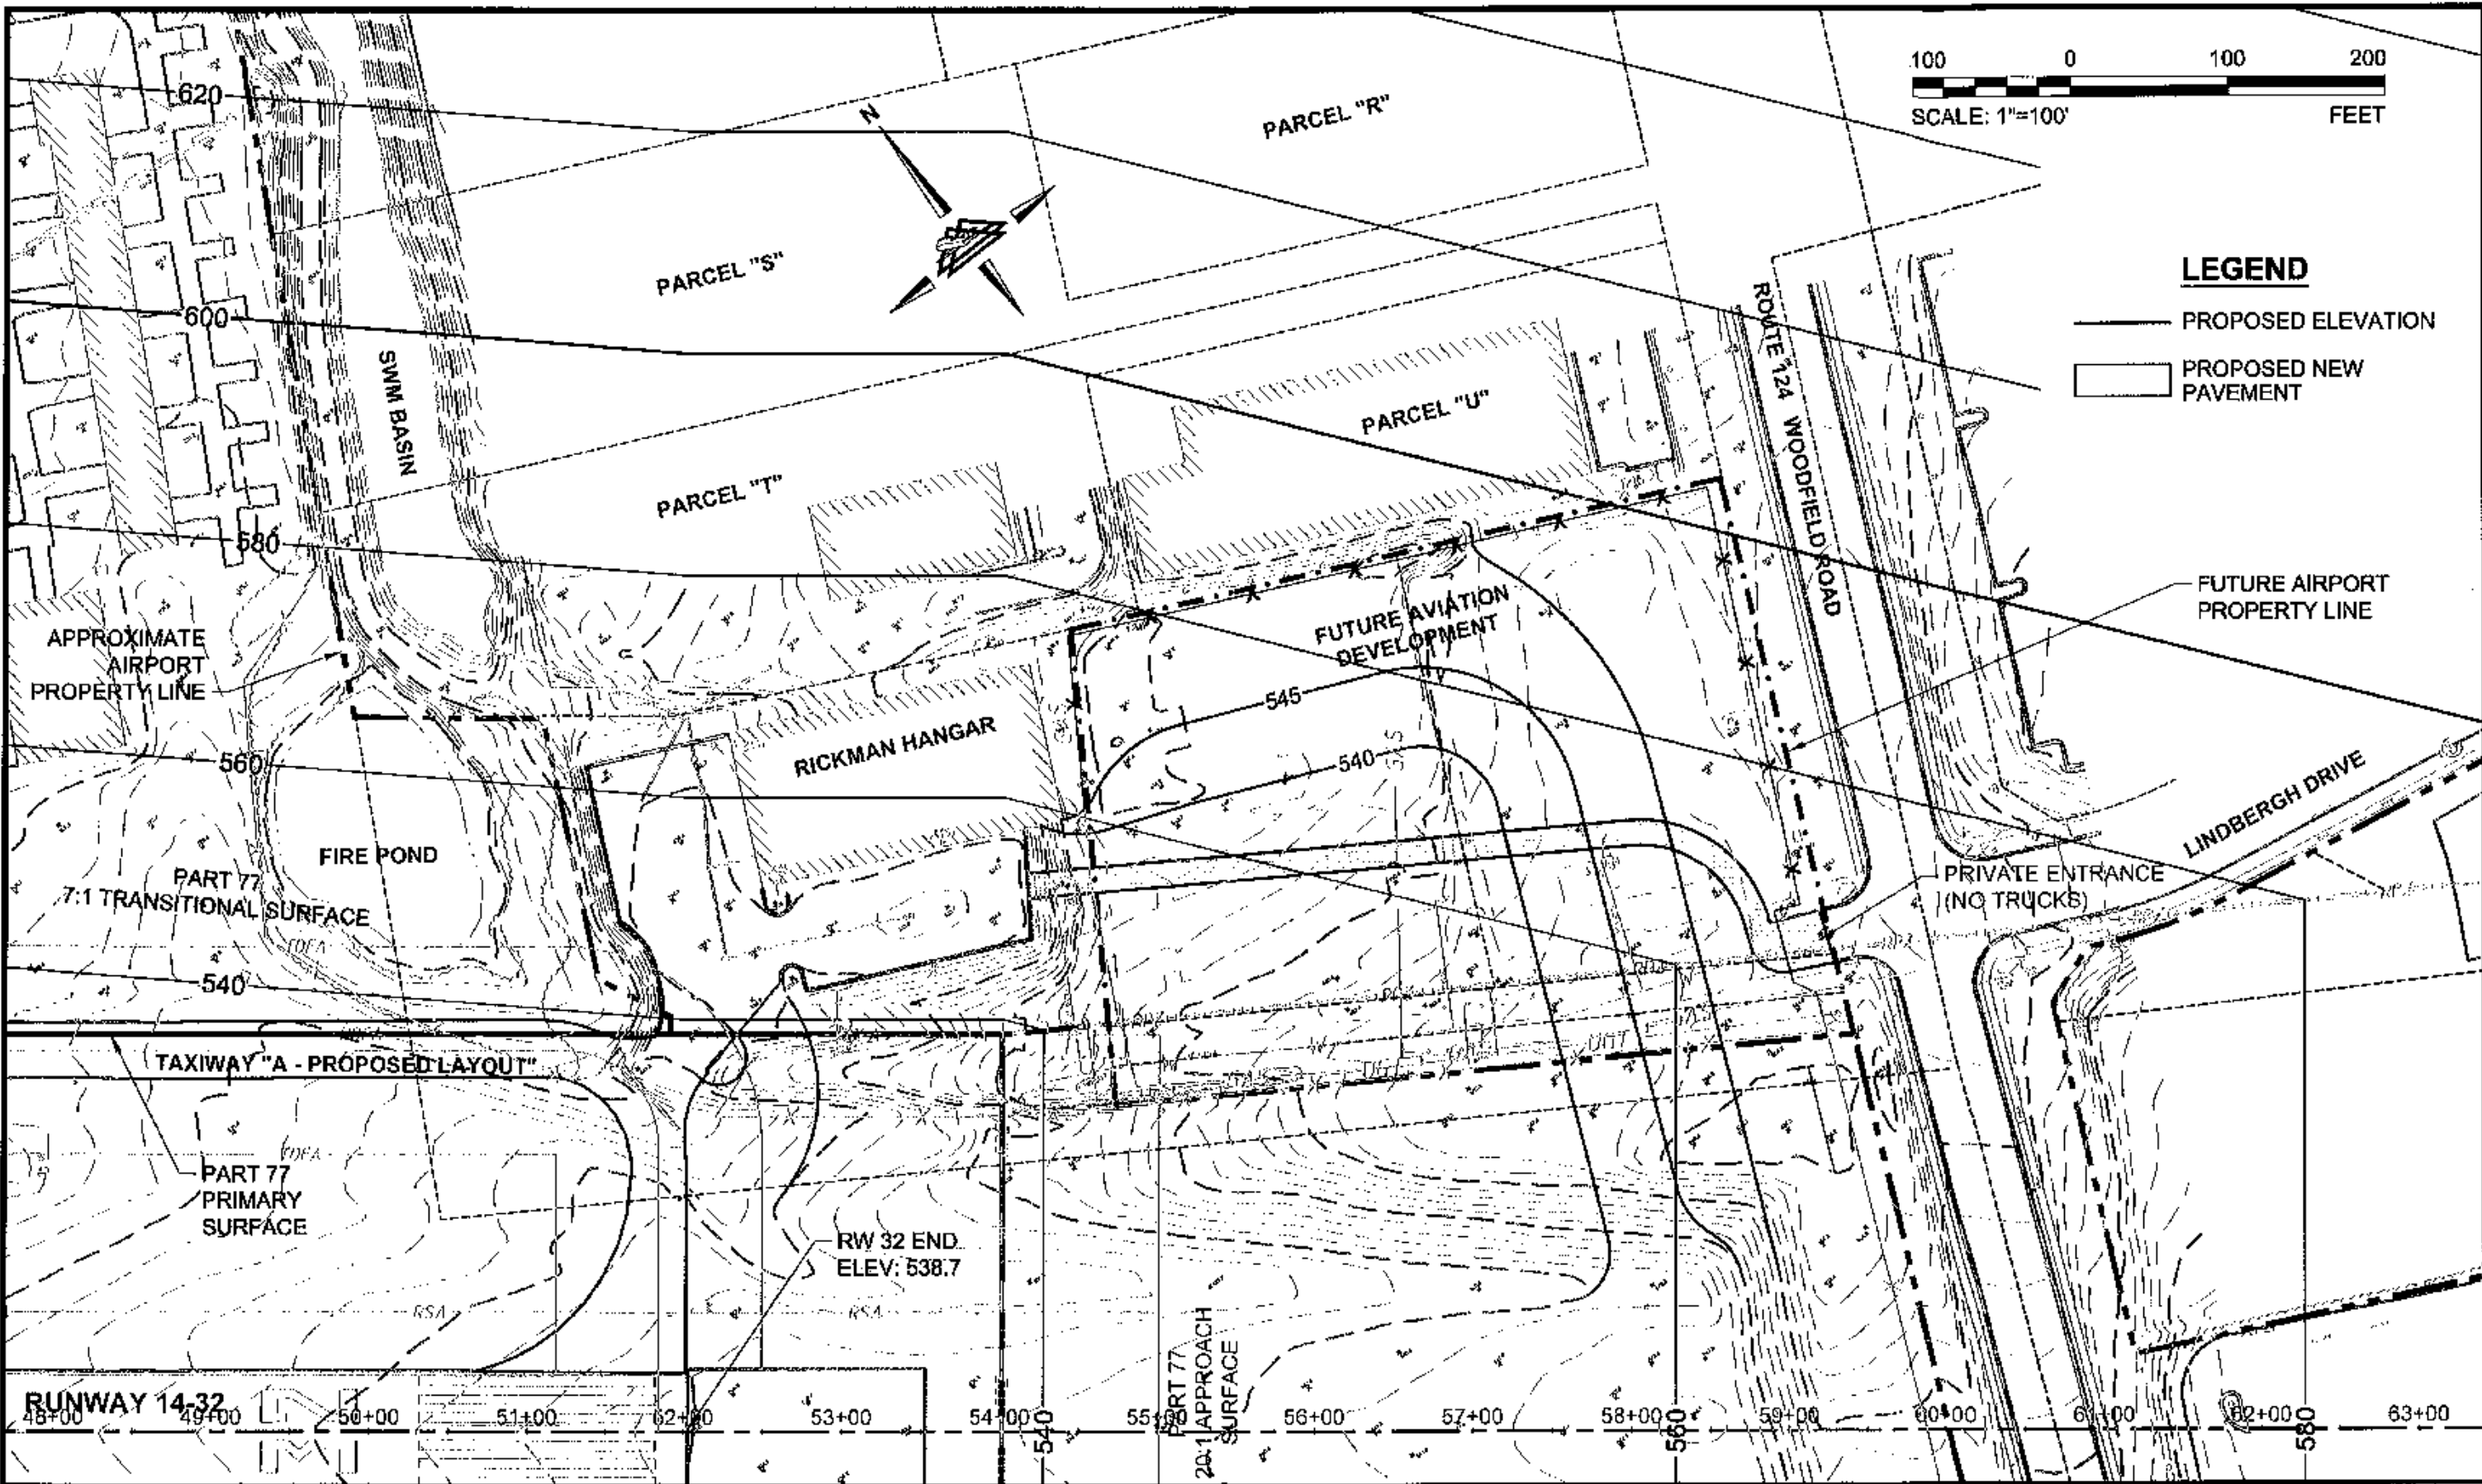 100 0 100 200
SCALE: 1"=100' FEET
N
PARCEL "R"
620
PARCEL "S"
LEGEND
PROPOSED ELEVATION
PROPOSED NEW
PAVEMENT
600
SWM BASIN
ROUTE 124 WOODFIELD ROAD
PARCEL "U"
PARCEL "T"
580
FUTURE AIRPORT
PROPERTY LINE
FUTURE AVIATION
DEVELOPMENT
APPROXIMATE
AIRPORT
PROPERTY LINE
545
RICKMAN HANGAR
540
560
LINDBERGH DRIVE
FIRE POND
PRIVATE ENTRANCE
(NO TRUCKS)
PART 77
7:1 TRANSITIONAL SURFACE
540
TAXIWAY "A - PROPOSED LAYOUT"
PART 77
PRIMARY
SURFACE
RW 32 END
ELEV: 538.7
RSA
RSA
PART 77
20:1 APPROACH
SURFACE
RUNWAY 14-32
48+00 49+00 50+00 51+00 52+00 53+00 54+00 55+00 56+00 57+00 58+00 59+00 60+00 61+00 62+00 63+00
540
560
580